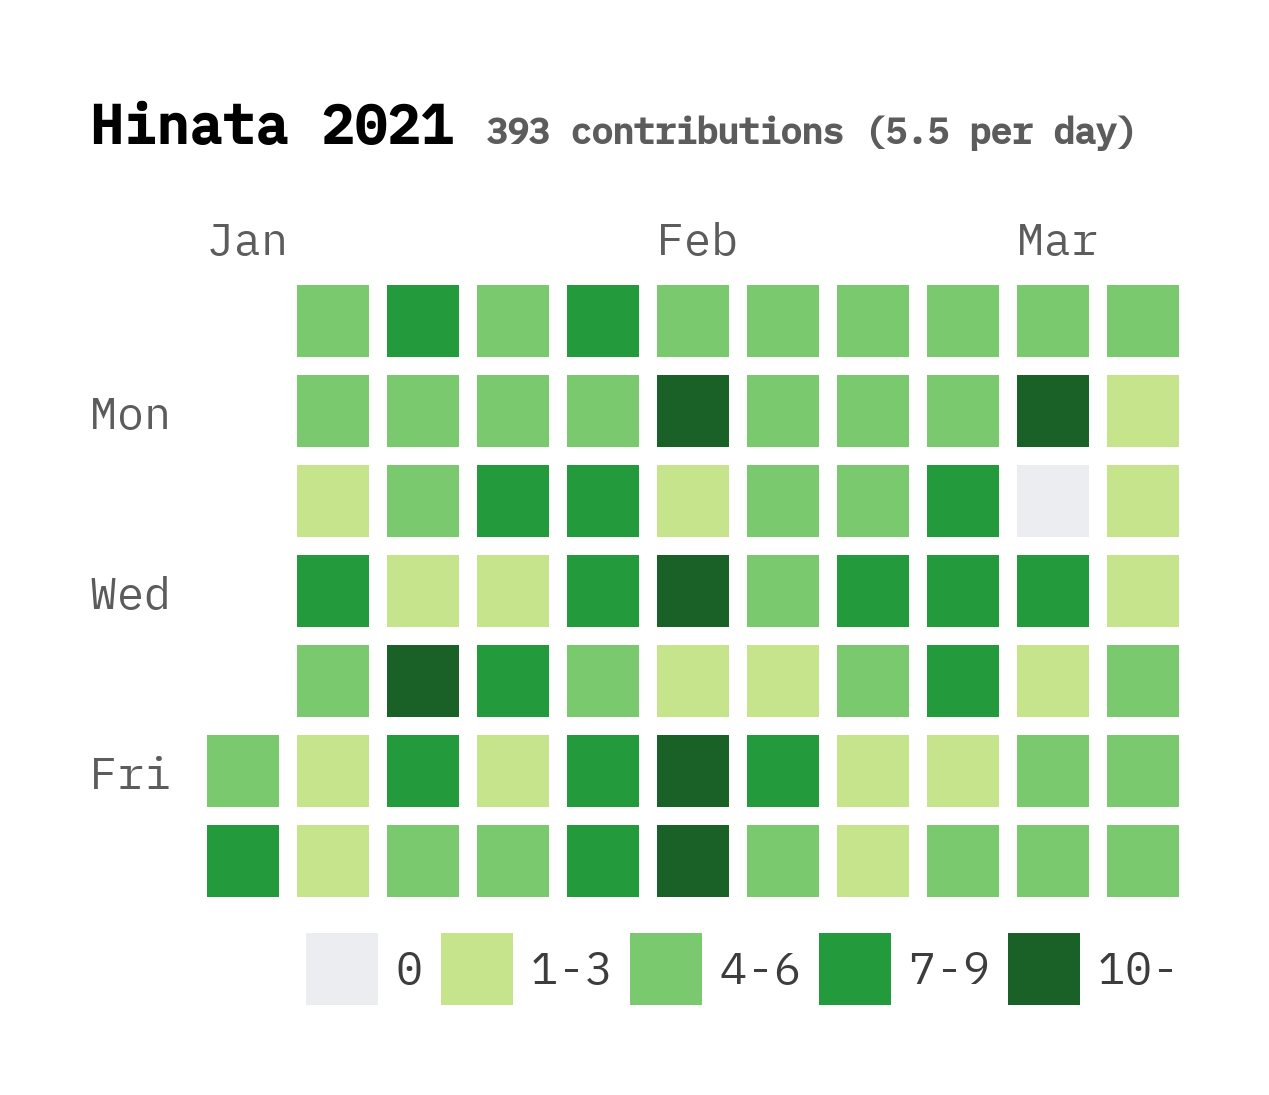 Hinata 2021 393 contributions (5.5 per day)
Jan Feb Mar
Mon
Wed
Fri
0 1-3 4-6 7-9 10-